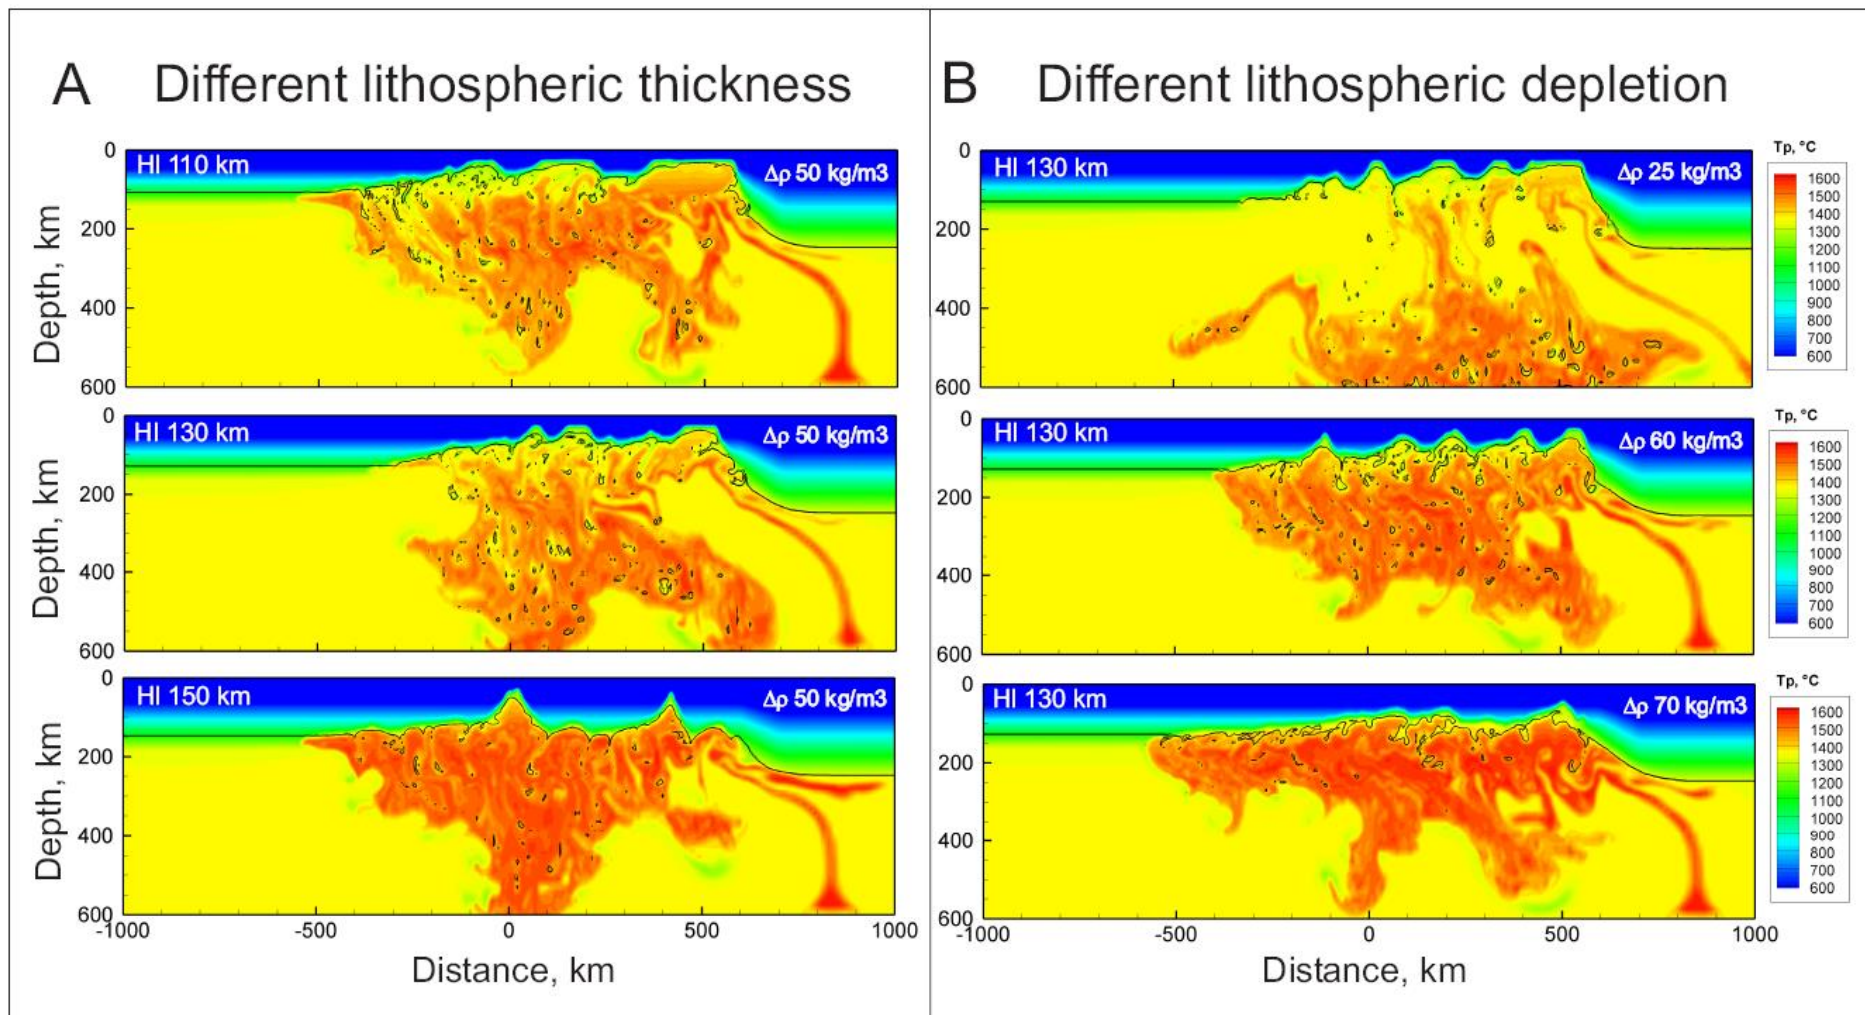 A Different lithospheric thickness
Depth, km
0
200
400
600
Hl 110 km
Δρ 50 kg/m3
Depth, km
0
200
400
600
Hl 130 km
Δρ 50 kg/m3
Depth, km
0
200
400
600
Hl 150 km
Δρ 50 kg/m3
-1000 -500 0 500 1000
Distance, km
B Different lithospheric depletion
0
200
400
600
Hl 130 km
Δρ 25 kg/m3
Tp, °C
1600
1500
1400
1300
1200
1100
1000
900
800
700
600
0
200
400
600
Hl 130 km
Δρ 60 kg/m3
Tp, °C
1600
1500
1400
1300
1200
1100
1000
900
800
700
600
0
200
400
600
Hl 130 km
Δρ 70 kg/m3
Tp, °C
1600
1500
1400
1300
1200
1100
1000
900
800
700
600
-1000 -500 0 500 1000
Distance, km